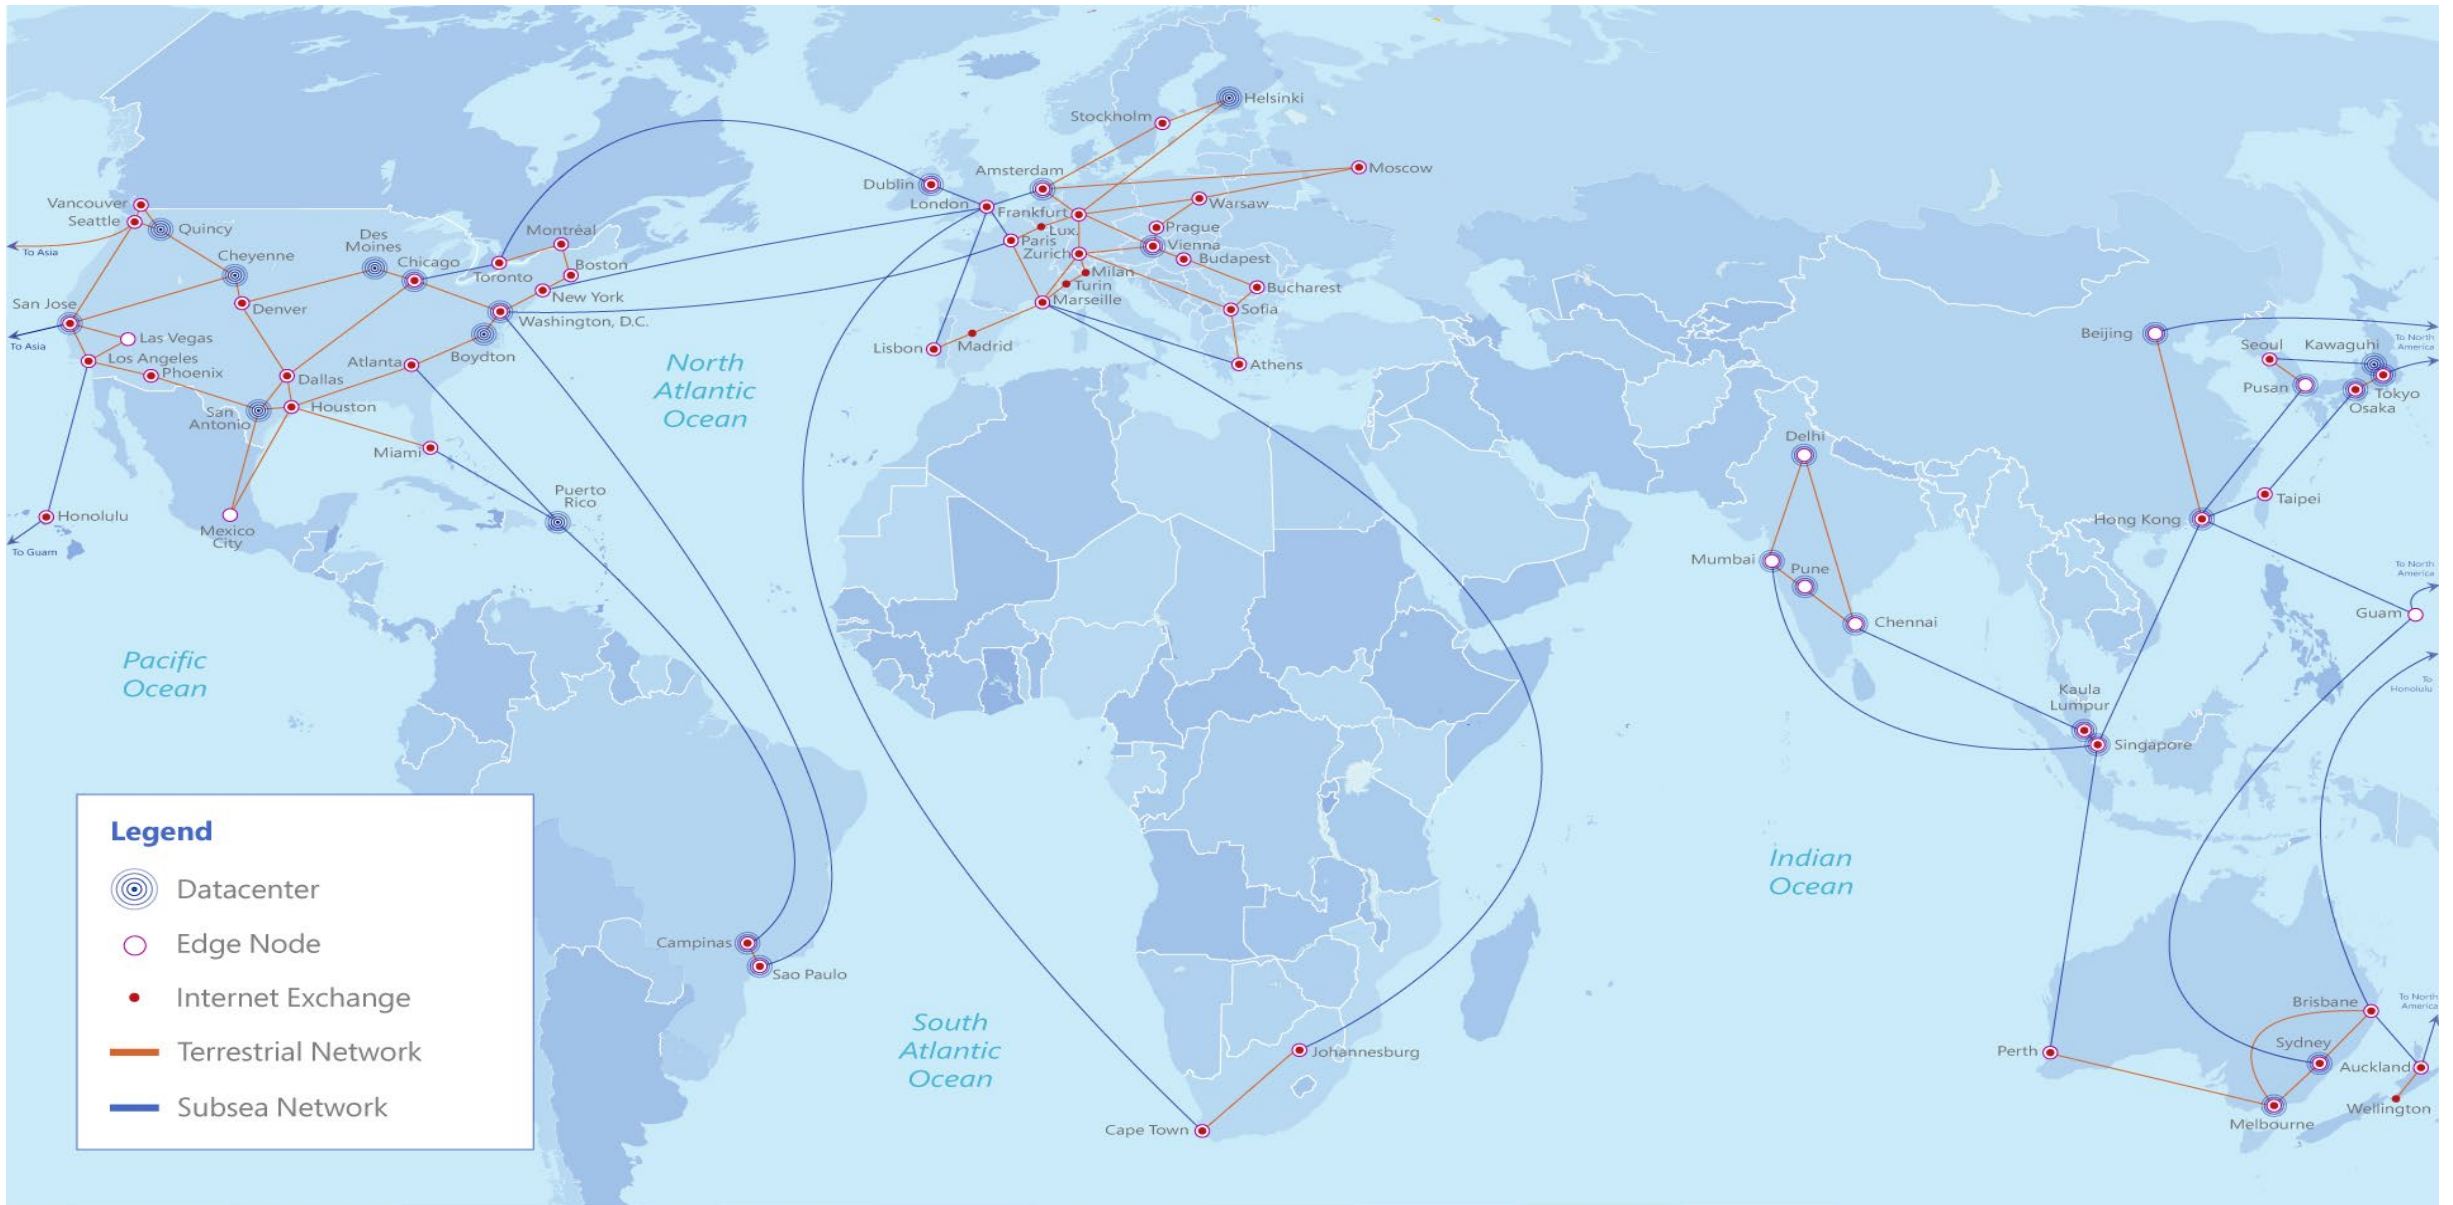 Helsinki
Stockholm
Amsterdam
Moscow
Dublin
London
Frankfurt
Warsaw
Lux.
Prague
Paris
Vienna
Zurich
Budapest
Milan
Turin
Bucharest
Marseille
Sofia
Lisbon
Madrid
Athens
Vancouver
Seattle
Quincy
To Asia
Des
Moines
Montréal
Cheyenne
Chicago
Toronto
Boston
San Jose
Denver
New York
Washington, D.C.
To Asia
Las Vegas
Los Angeles
Phoenix
Atlanta
Boydton
Dallas
San
Antonio
Houston
Miami
Puerto
Rico
Honolulu
Mexico
City
To Guam
North
Atlantic
Ocean
Pacific
Ocean
Beijing
Seoul
Kawaguhi
To North
America
Pusan
Tokyo
Osaka
Delhi
Taipei
Hong Kong
Mumbai
Pune
Chennai
To North
America
Guam
Kaula
Lumpur
Singapore
To
Honolulu
Indian
Ocean
Campinas
Sao Paulo
South
Atlantic
Ocean
Johannesburg
Cape Town
Brisbane
To North
America
Perth
Sydney
Auckland
Wellington
Melbourne
Legend
Datacenter
Edge Node
Internet Exchange
Terrestrial Network
Subsea Network